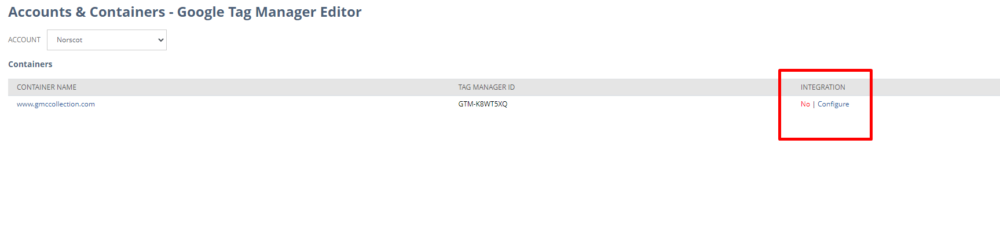 Accounts & Containers - Google Tag Manager Editor
ACCOUNT Norscot
Containers
CONTAINER NAME TAG MANAGER ID INTEGRATION
www.gmccollection.com GTM-K8WT5XQ No | Configure